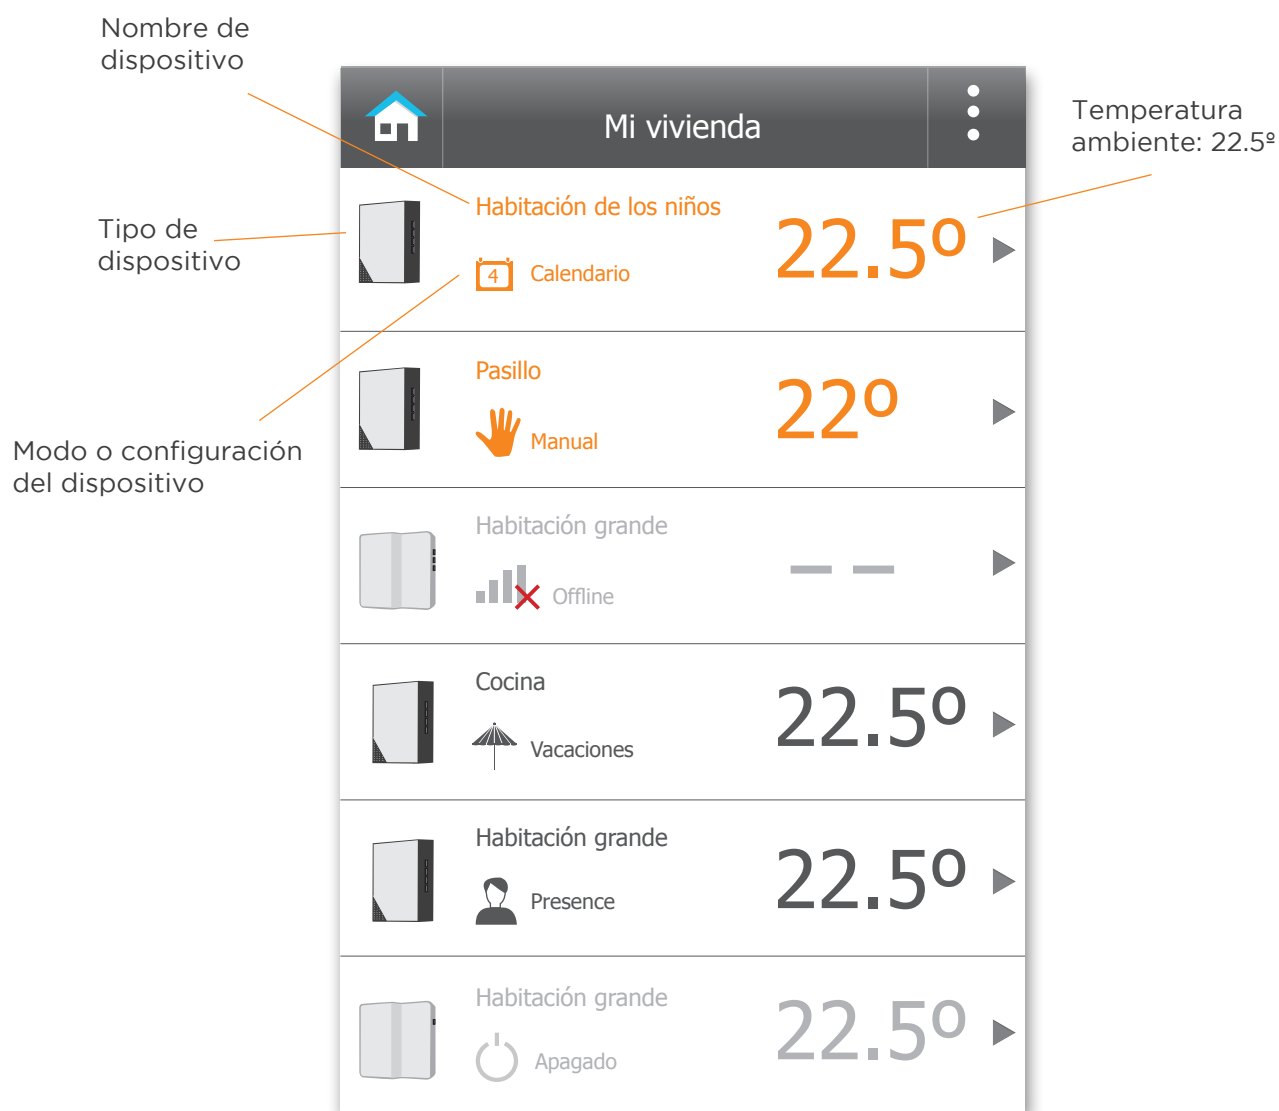 Nombre de
dispositivo
Mi vivienda
Temperatura
ambiente: 22.5º
Tipo de
dispositivo
Habitación de los niños
22.5º
4
Calendario
Modo o configuración
del dispositivo
Pasillo
22º
Manual
Habitación grande
– –
Offline
Cocina
22.5º
Vacaciones
Habitación grande
22.5º
Presence
Habitación grande
22.5º
Apagado